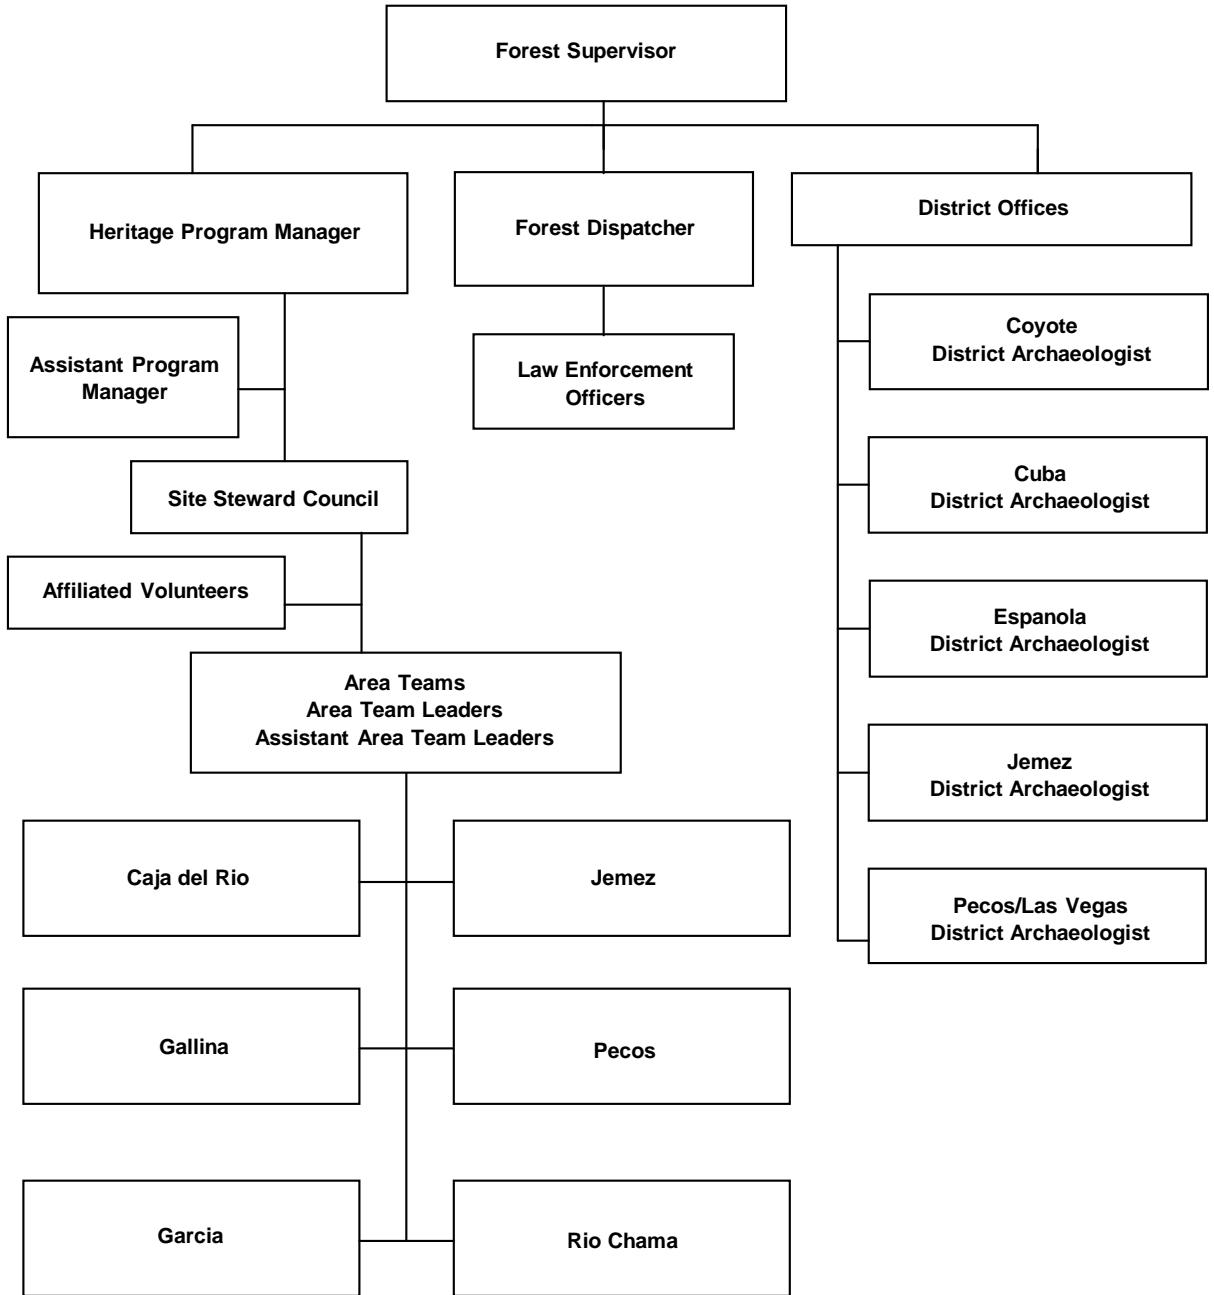 Forest Supervisor
Heritage Program Manager
Forest Dispatcher
District Offices
Assistant Program
Manager
Law Enforcement
Officers
Site Steward Council
Affiliated Volunteers
Area Teams
Area Team Leaders
Assistant Area Team Leaders
Caja del Rio
Jemez
Gallina
Pecos
Garcia
Rio Chama
Coyote
District Archaeologist
Cuba
District Archaeologist
Espanola
District Archaeologist
Jemez
District Archaeologist
Pecos/Las Vegas
District Archaeologist